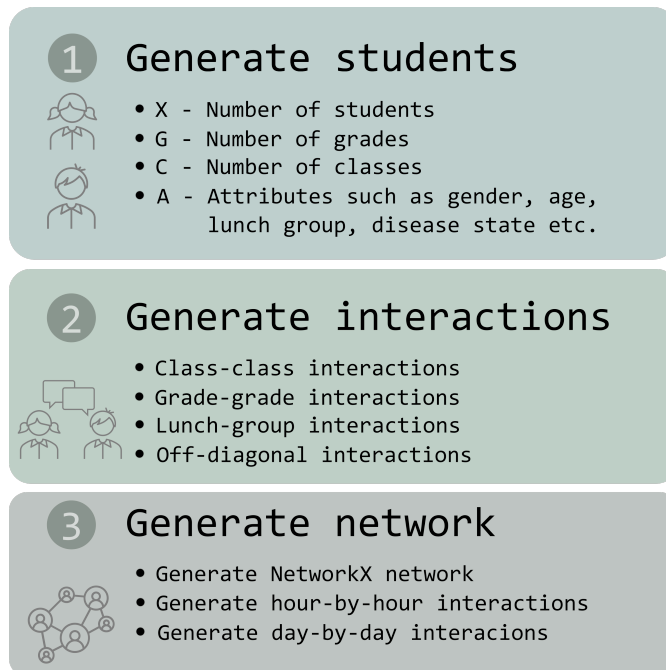 1 Generate students
• X - Number of students
• G - Number of grades
• C - Number of classes
• A - Attributes such as gender, age,
lunch group, disease state etc.
2 Generate interactions
• Class-class interactions
• Grade-grade interactions
• Lunch-group interactions
• Off-diagonal interactions
3 Generate network
• Generate NetworkX network
• Generate hour-by-hour interactions
• Generate day-by-day interacions